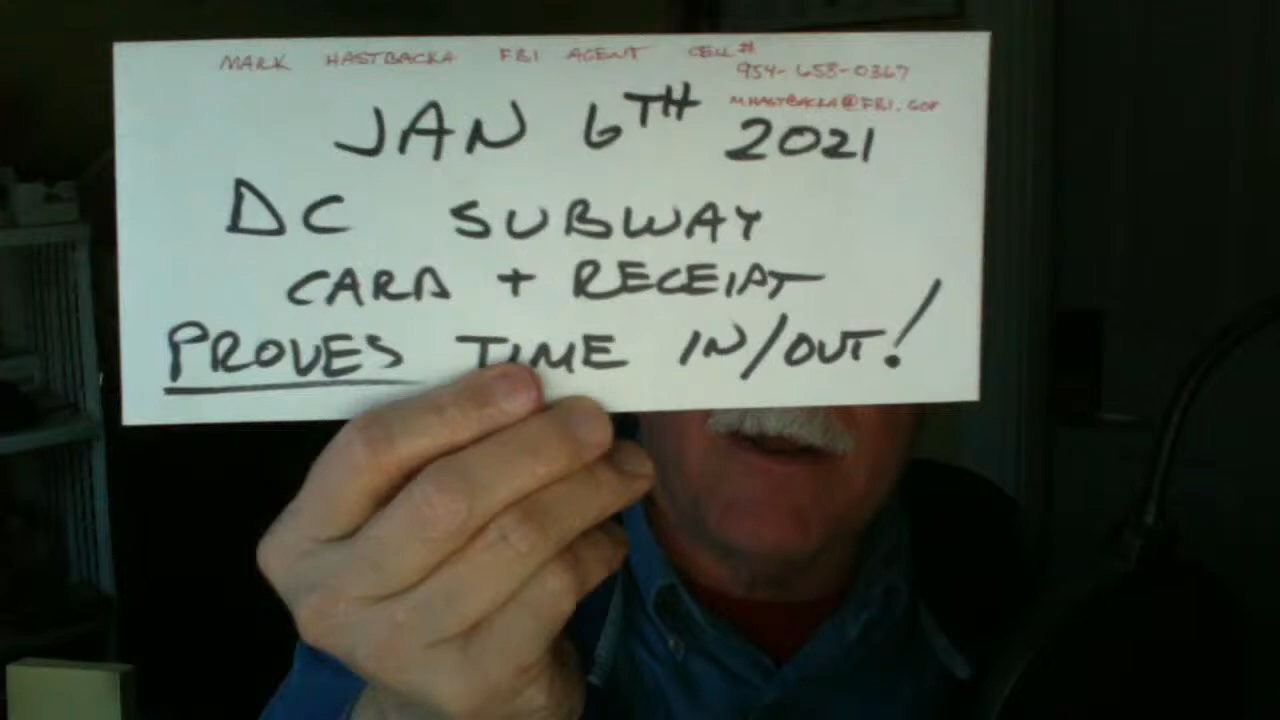 MARK HASTBACKA FBI AGENT CELL#
954-658-0367
MHASTBACKA@FBI.GOV
JAN 6TH 2021
DC SUBWAY
CARD + RECEIPT
PROVES TIME IN/OUT!